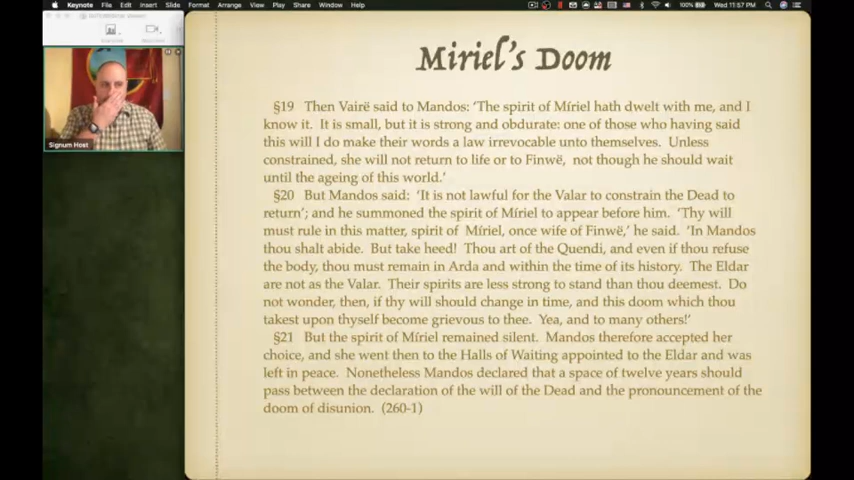 Keynote File Edit Insert Slide Format Arrange View Play Share Window Help 100% Wed 11:57 PM
Signum Host
Míriel's Doom
§19 Then Vairë said to Mandos: 'The spirit of Míriel hath dwelt with me, and I
know it. It is small, but it is strong and obdurate: one of those who having said
this will I do make their words a law irrevocable unto themselves. Unless
constrained, she will not return to life or to Finwë, not though he should wait
until the ageing of this world.'
§20 But Mandos said: 'It is not lawful for the Valar to constrain the Dead to
return'; and he summoned the spirit of Míriel to appear before him. 'Thy will
must rule in this matter, spirit of Míriel, once wife of Finwë,' he said. 'In Mandos
thou shalt abide. But take heed! Thou art of the Quendi, and even if thou refuse
the body, thou must remain in Arda and within the time of its history. The Eldar
are not as the Valar. Their spirits are less strong to stand than thou deemest. Do
not wonder, then, if thy will should change in time, and this doom which thou
takest upon thyself become grievous to thee. Yea, and to many others!'
§21 But the spirit of Míriel remained silent. Mandos therefore accepted her
choice, and she went then to the Halls of Waiting appointed to the Eldar and was
left in peace. Nonetheless Mandos declared that a space of twelve years should
pass between the declaration of the will of the Dead and the pronouncement of the
doom of disunion. (260-1)